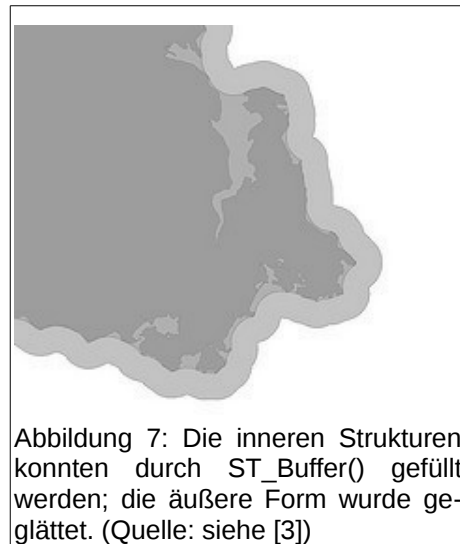 Abbildung 7: Die inneren Strukturen
konnten durch ST_Buffer() gefüllt
werden; die äußere Form wurde ge-
glättet. (Quelle: siehe [3])